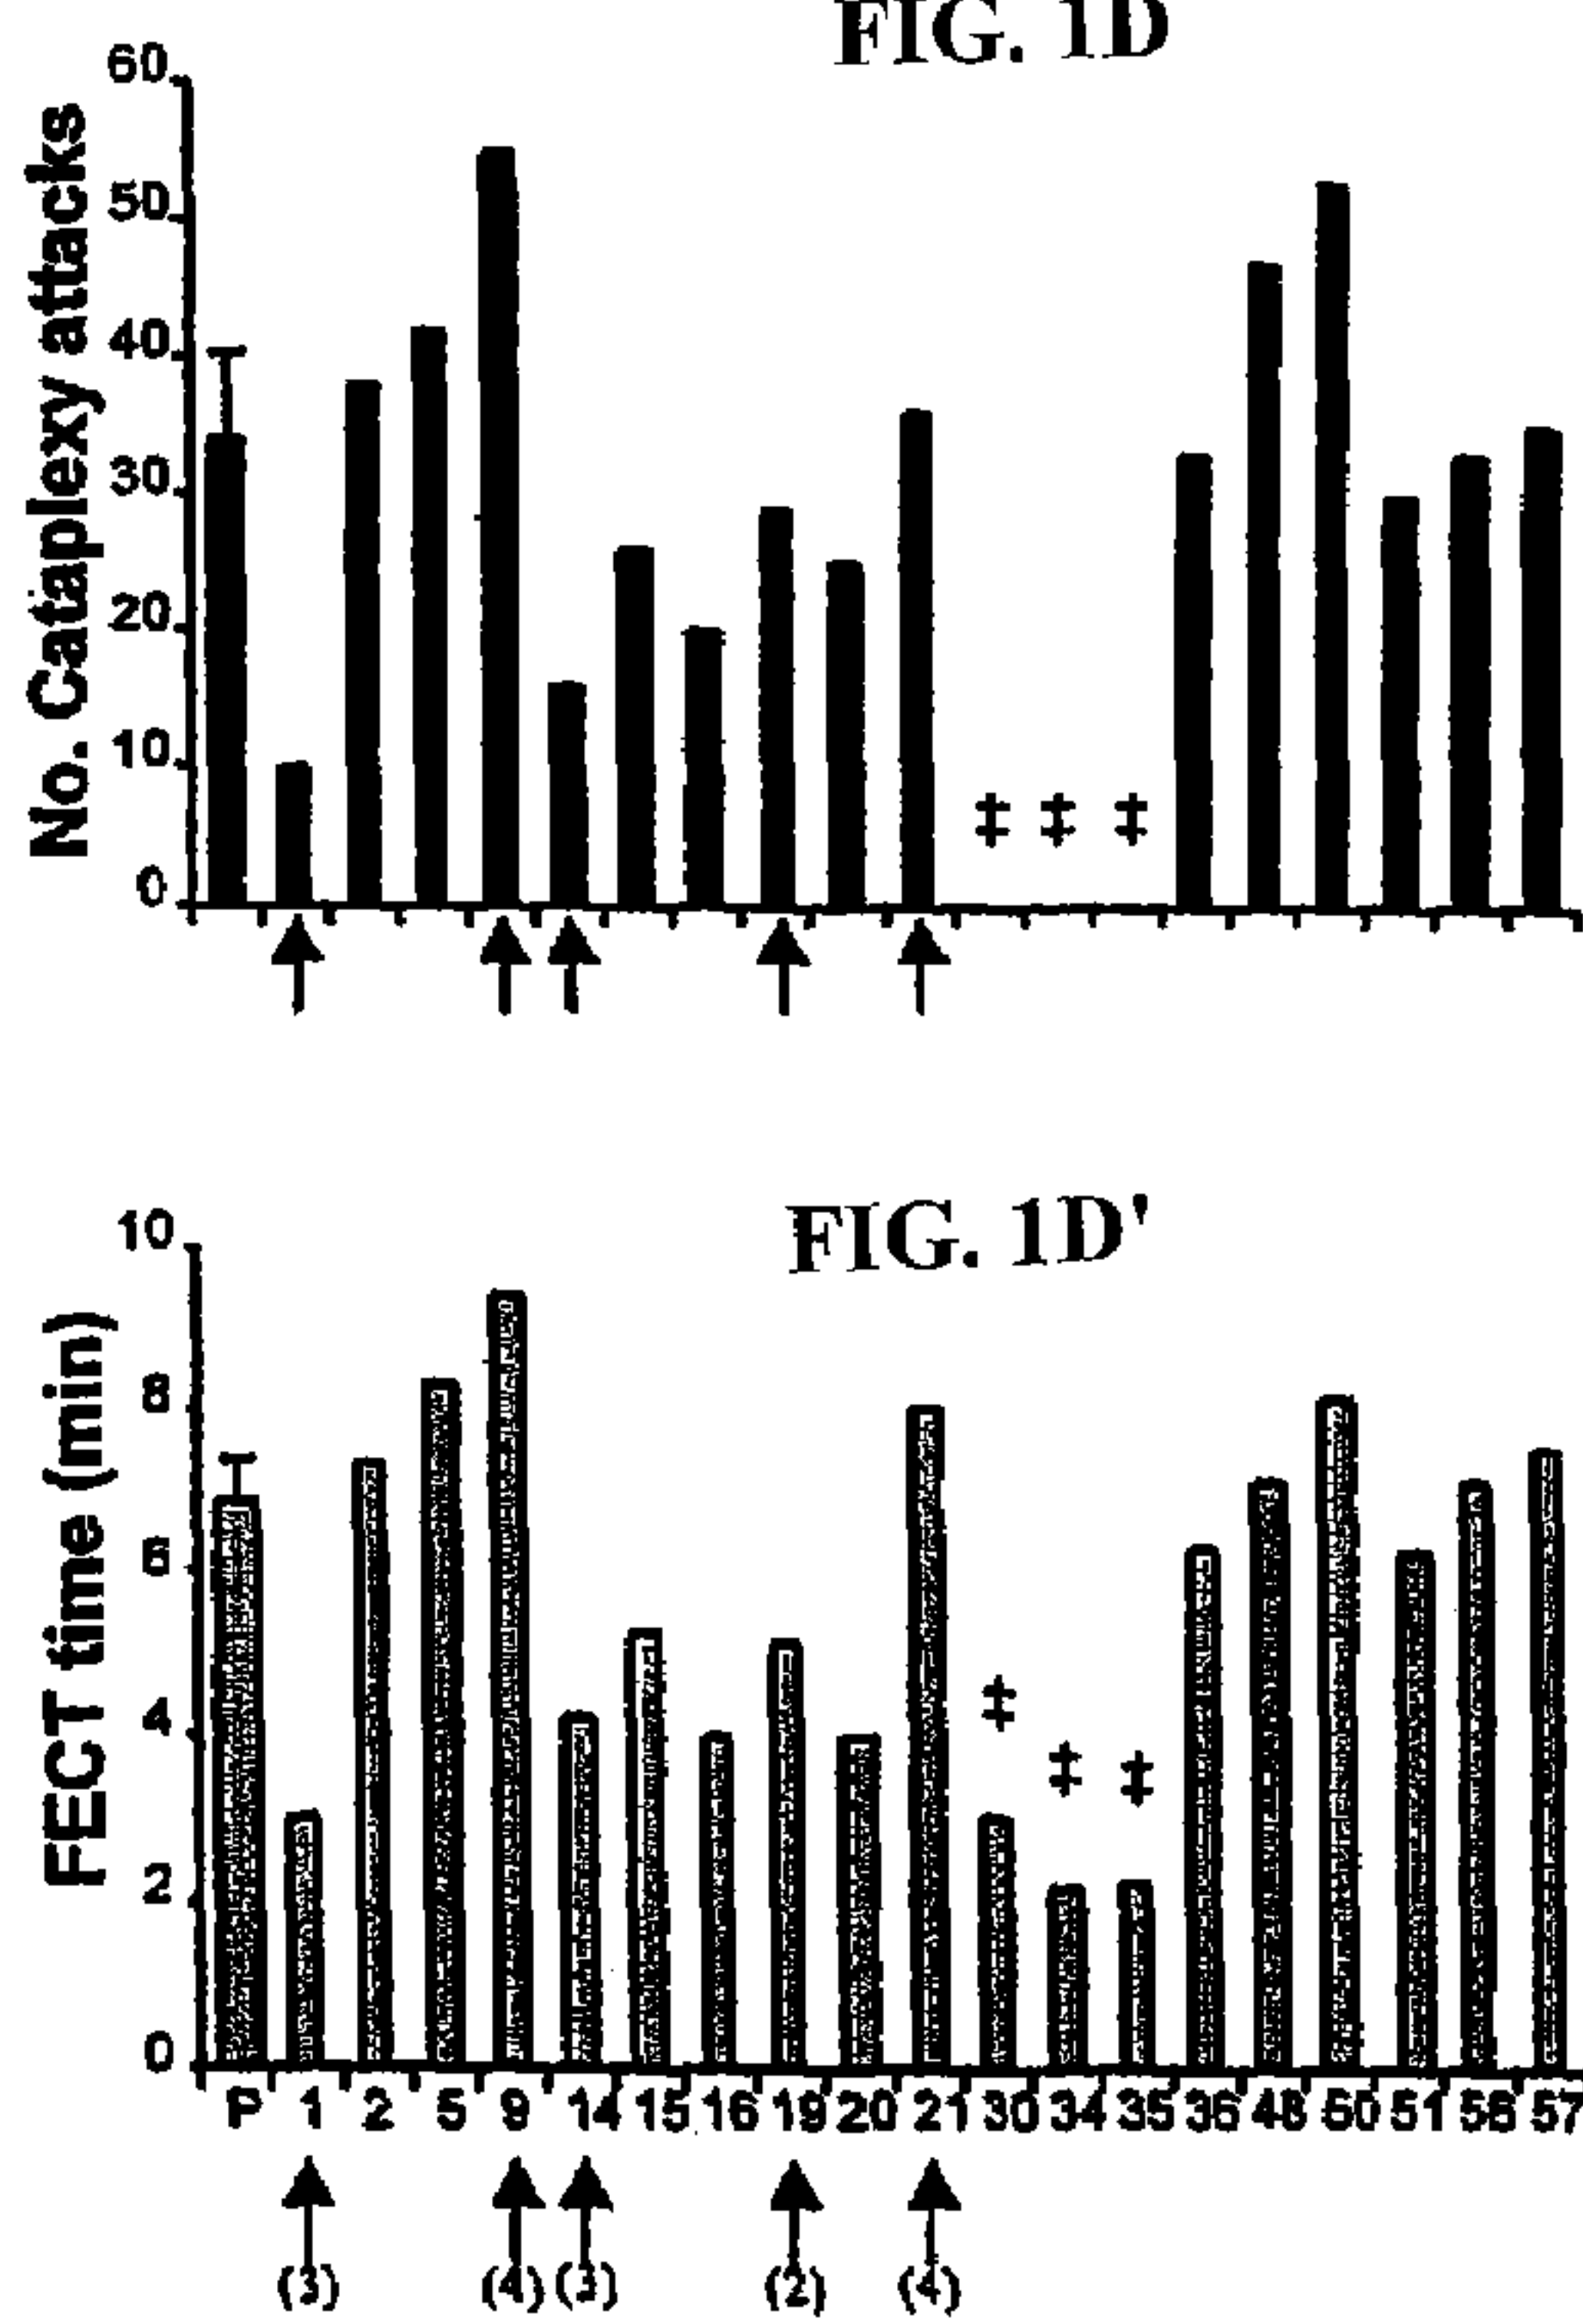 FIG. 1D
No. Cataplexy attacks
60
50
40
30
20
10
0
‡ ‡ ‡
FIG. 1D'
FECT time (min)
10
8
6
4
2
0
‡ ‡ ‡
P 1 2 5 9 14 15 16 19 20 21 30 34 35 36 48 50 51 56 57
(3) (4) (3) (2) (4)